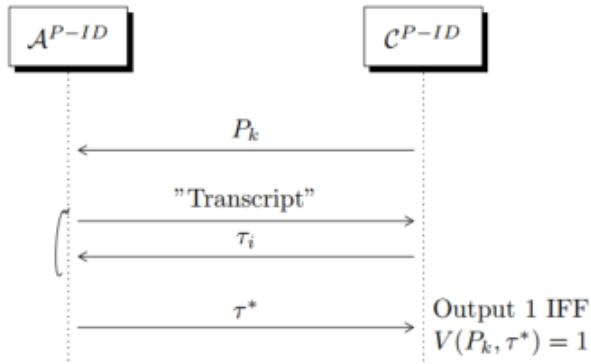 𝒜^{P−ID} 𝒞^{P−ID}
P_k
"Transcript"
τ_i
τ*
Output 1 IFF
V(P_k, τ*) = 1